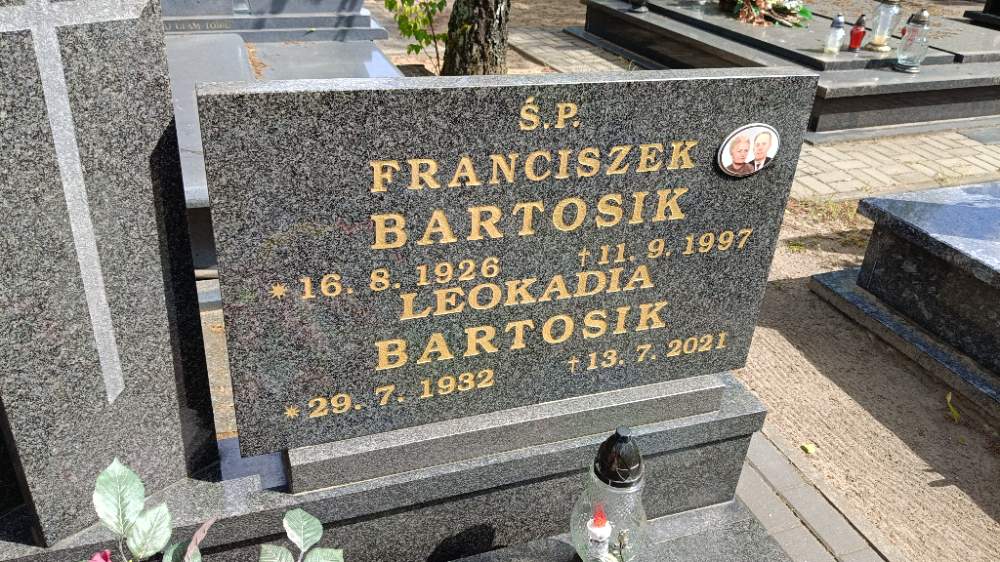 Ś.P.
FRANCISZEK
BARTOSIK
* 16. 8. 1926 †11. 9. 1997
LEOKADIA
BARTOSIK
* 29. 7. 1932 †13. 7. 2021